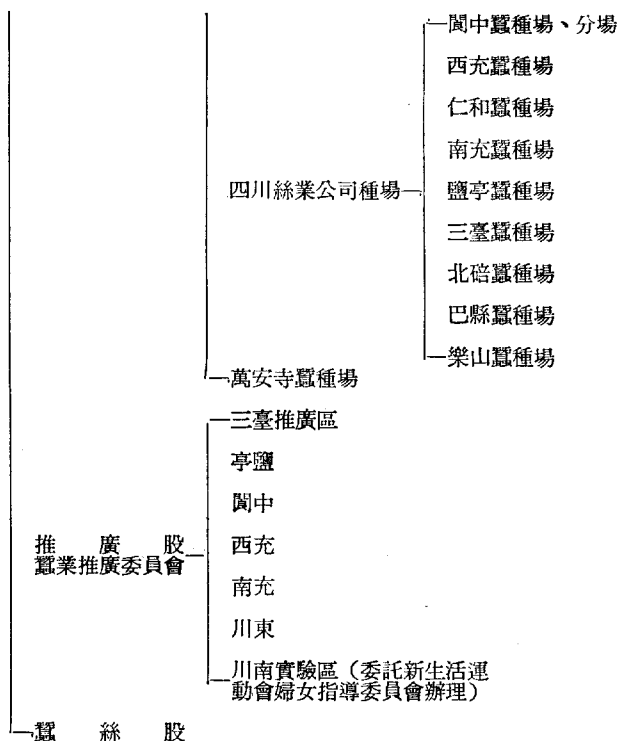 閬中蠶種場、分場
西充蠶種場
仁和蠶種場
南充蠶種場
四川絲業公司種場
鹽亭蠶種場
三臺蠶種場
北碚蠶種場
巴縣蠶種場
樂山蠶種場
萬安寺蠶種場
三臺推廣區
亭鹽
閬中
推廣股
蠶業推廣委員會
西充
南充
川東
川南實驗區（委託新生活運
動會婦女指導委員會辦理）
蠶絲股